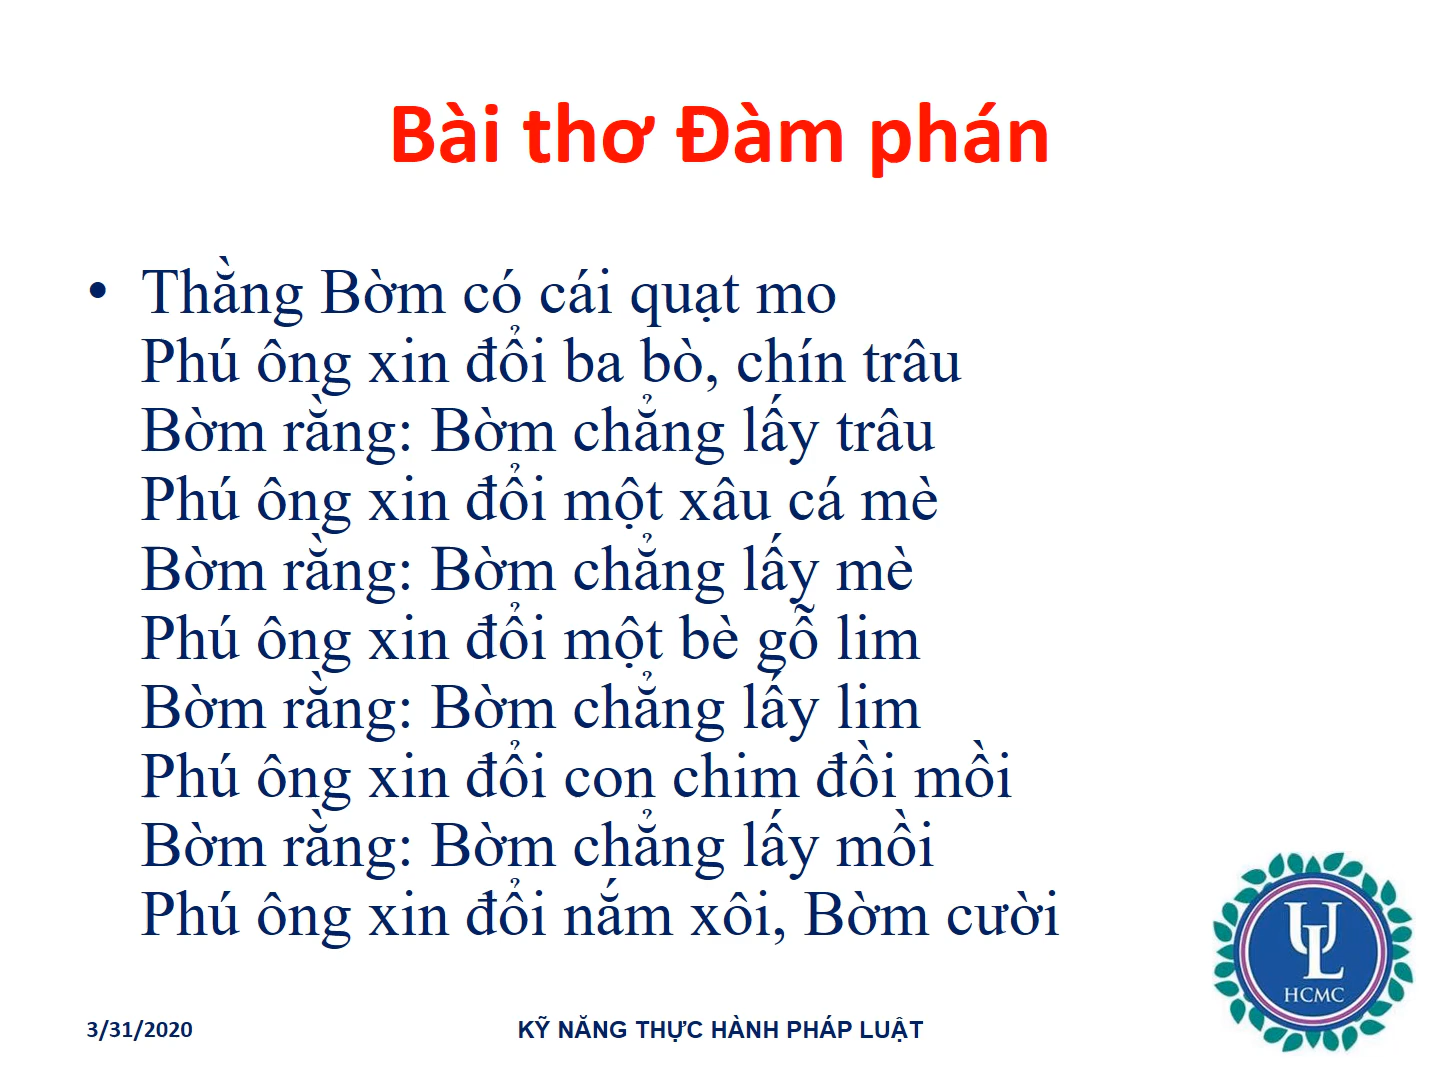 Bài thơ Đàm phán
• Thằng Bờm có cái quạt mo
Phú ông xin đổi ba bò, chín trâu
Bờm rằng: Bờm chẳng lấy trâu
Phú ông xin đổi một xâu cá mè
Bờm rằng: Bờm chẳng lấy mè
Phú ông xin đổi một bè gỗ lim
Bờm rằng: Bờm chẳng lấy lim
Phú ông xin đổi con chim đồi mồi
Bờm rằng: Bờm chẳng lấy mồi
Phú ông xin đổi nắm xôi, Bờm cười
UL
HCMC
3/31/2020
KỸ NĂNG THỰC HÀNH PHÁP LUẬT